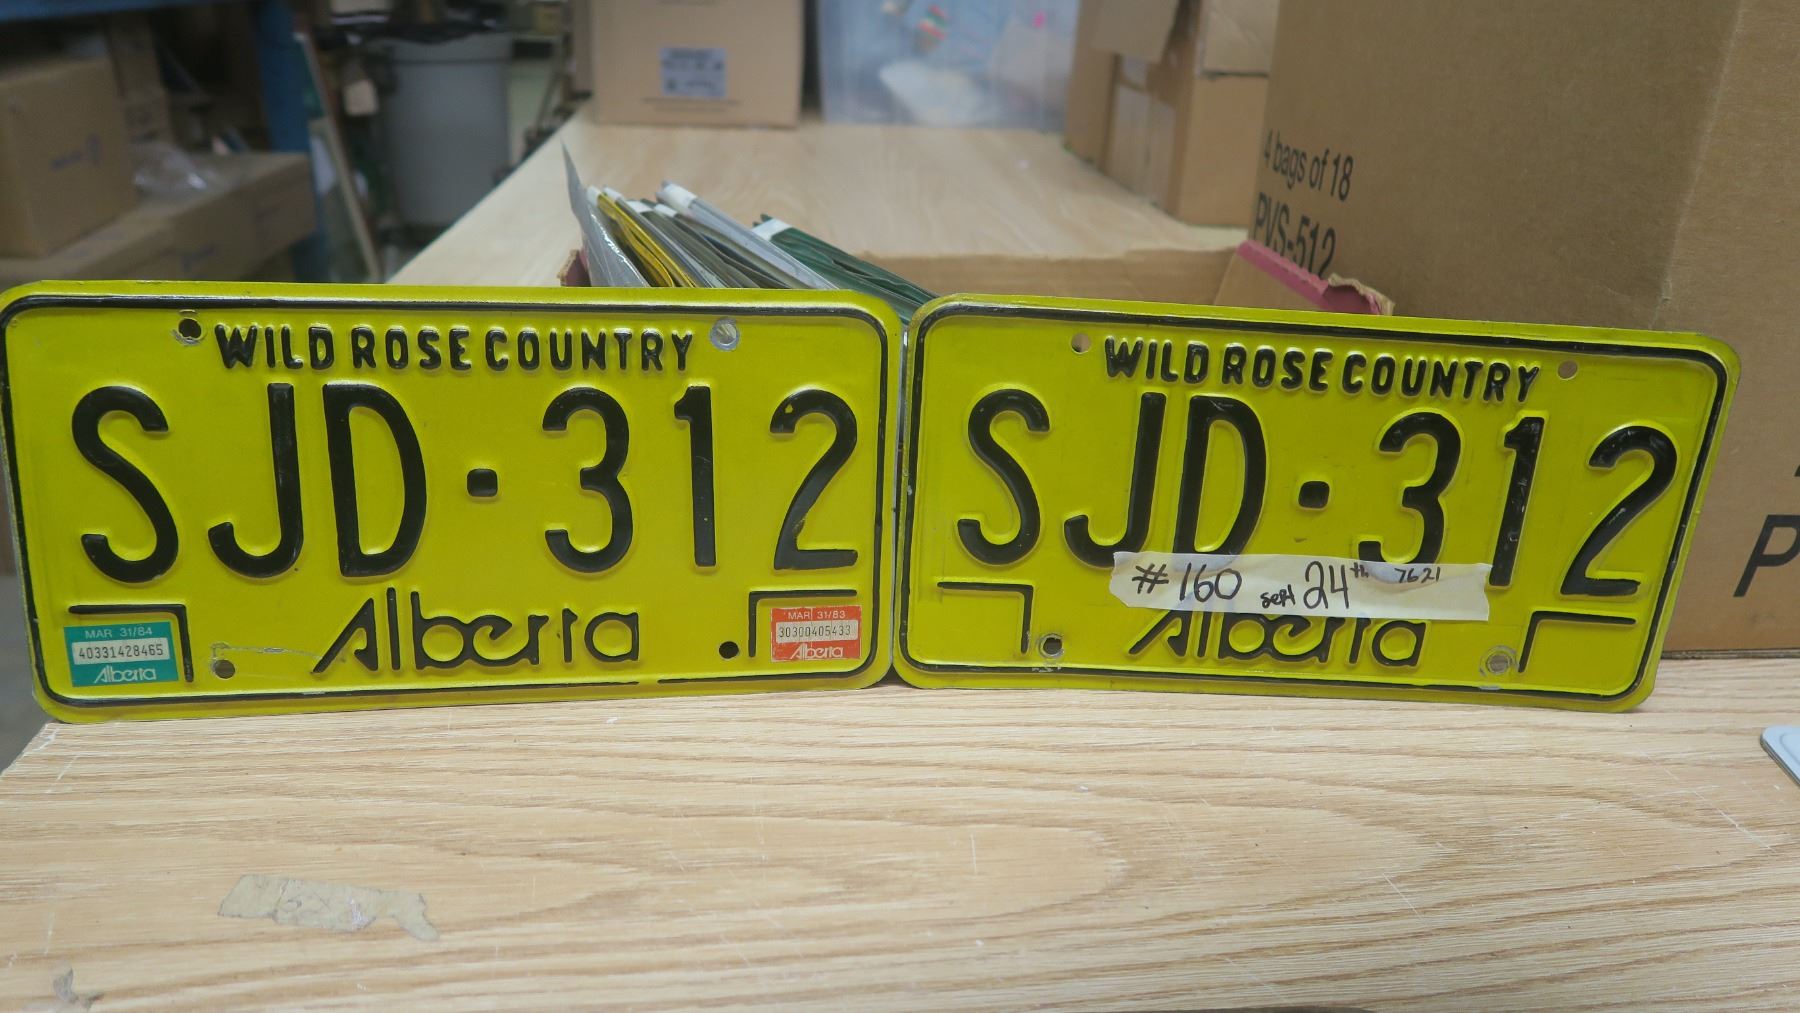 4 bags of 18
PVS-512
WILD ROSE COUNTRY
SJD·312
Alberta
MAR 31/84
40331428465
Alberta
MAR 31/83
30300405433
Alberta
WILD ROSE COUNTRY
SJD·312
#160 sept 24th 7621
Alberta
P